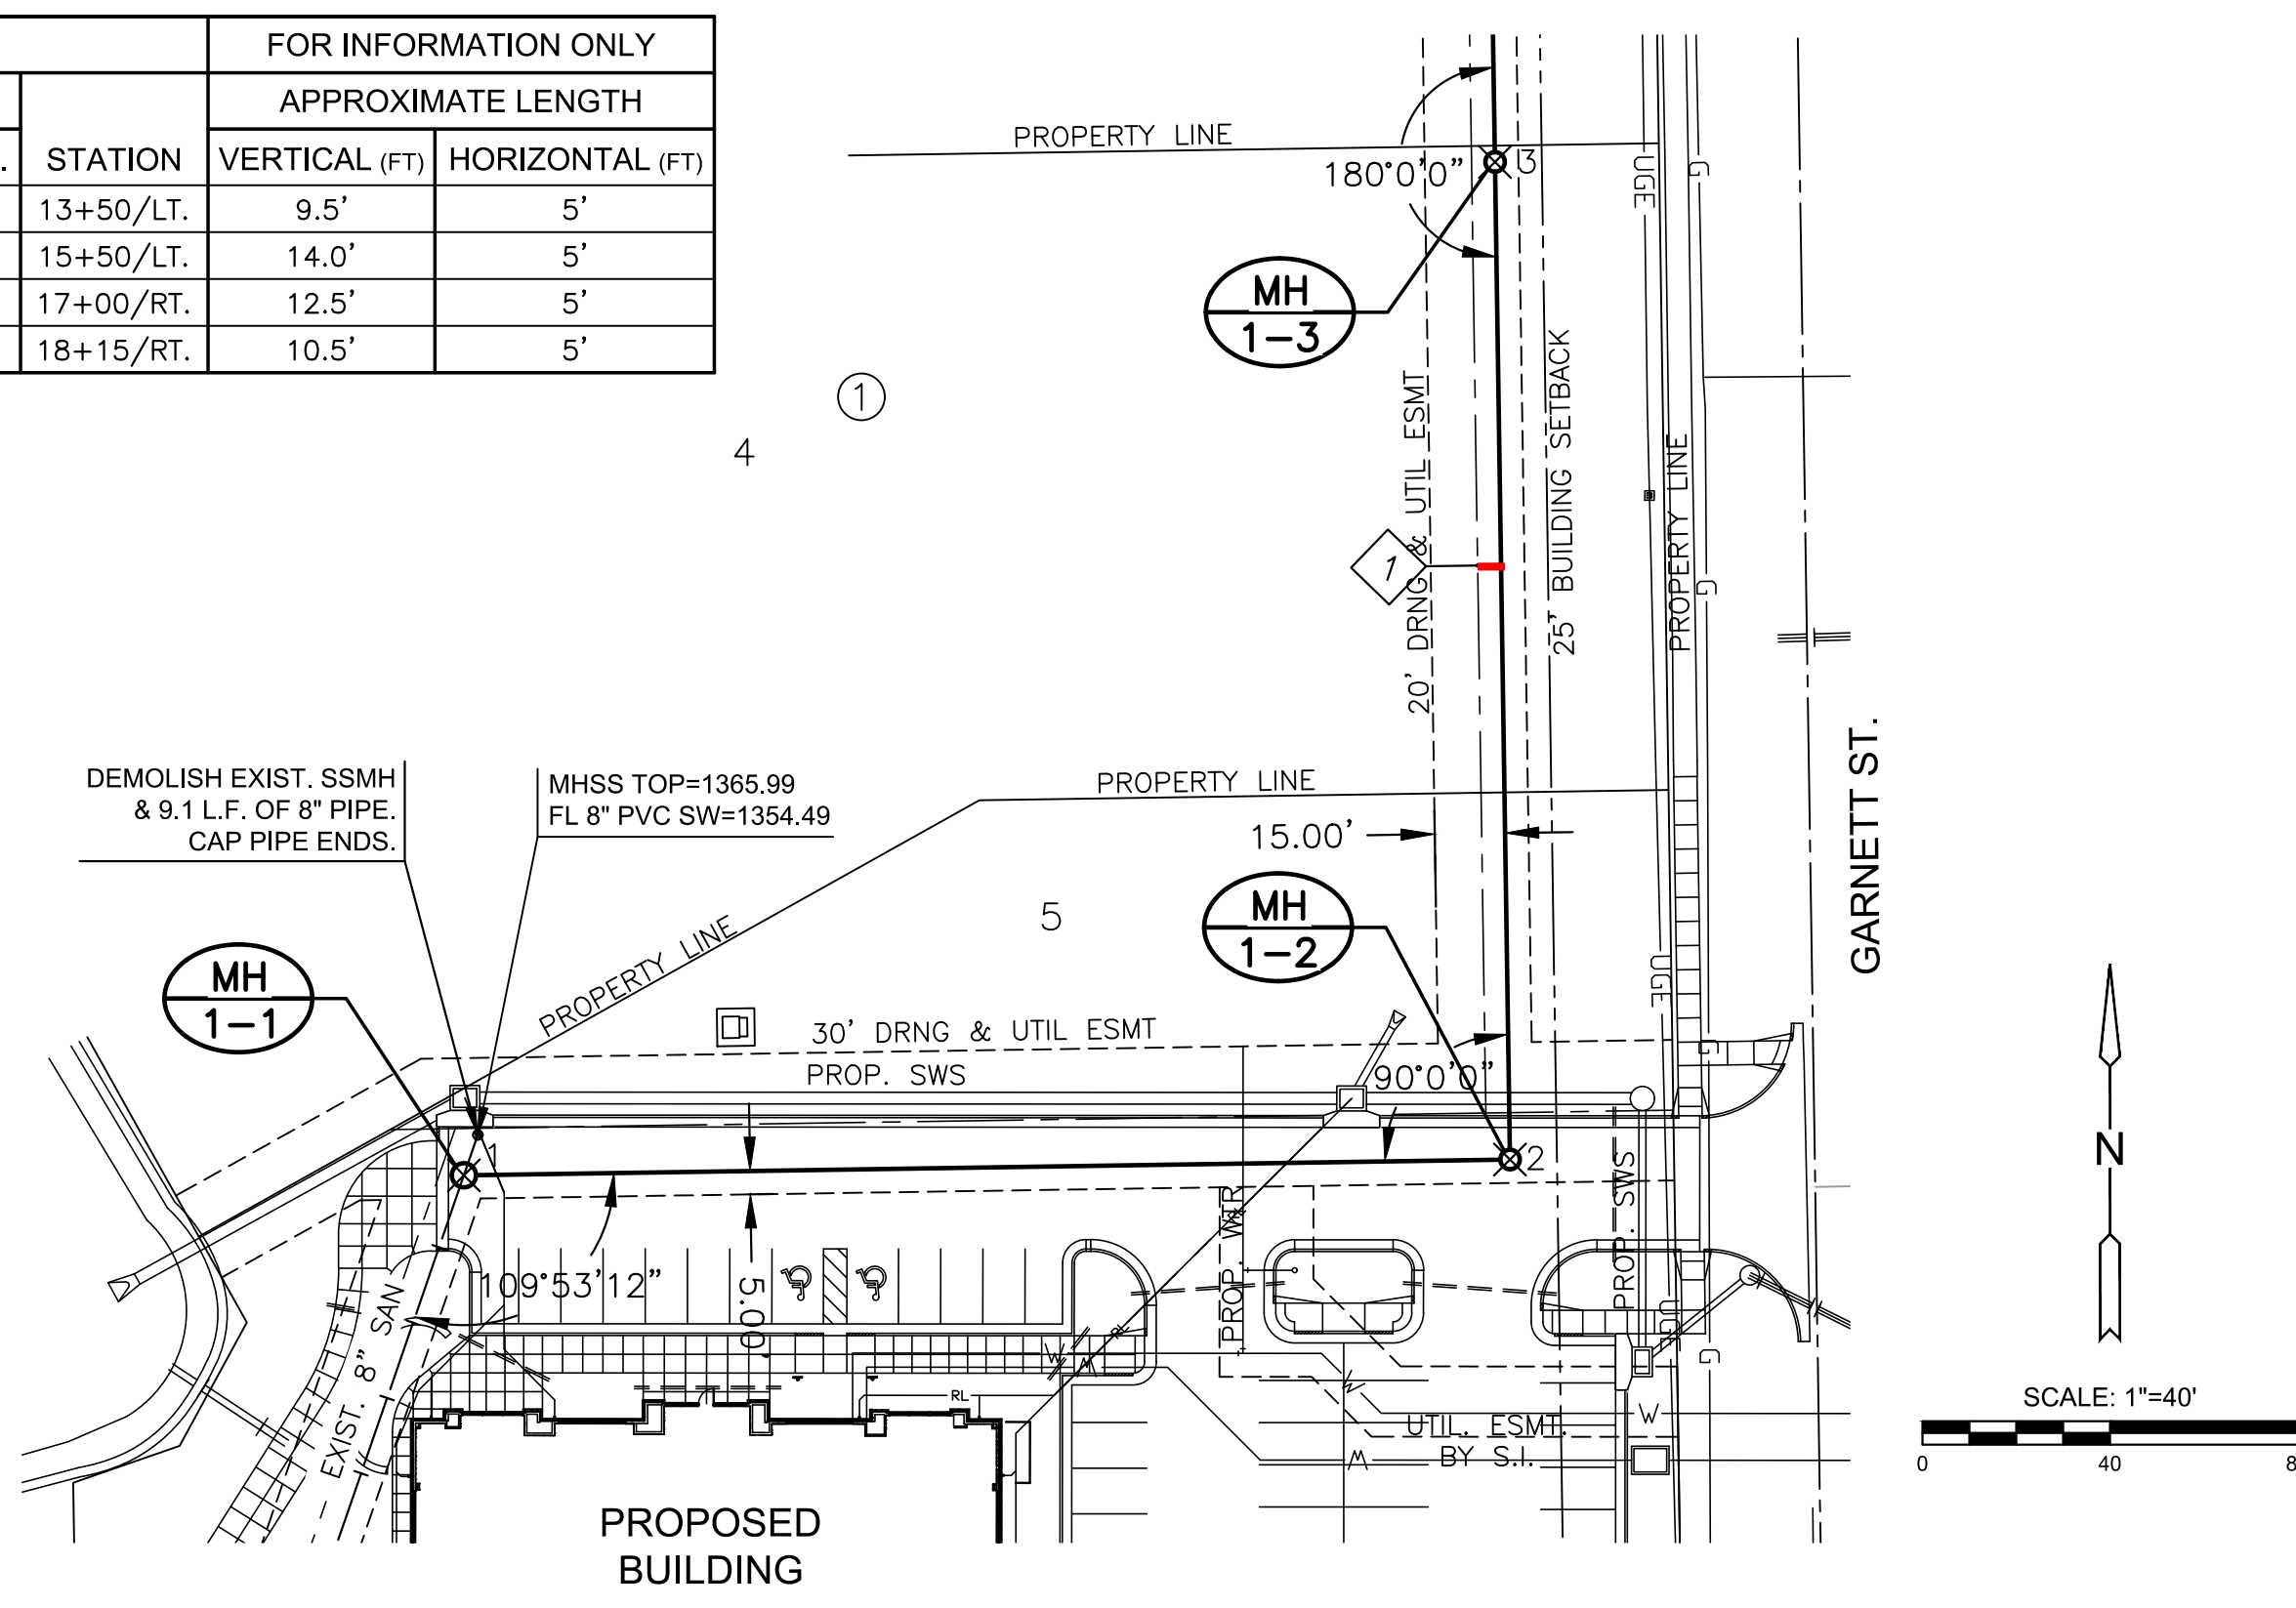 FOR INFORMATION ONLY
APPROXIMATE LENGTH
. STATION VERTICAL (FT) HORIZONTAL (FT)
13+50/LT. 9.5' 5'
15+50/LT. 14.0' 5'
17+00/RT. 12.5' 5'
18+15/RT. 10.5' 5'
PROPERTY LINE
180°0'0"
3
MH
1-3
UGE
G
1
4
20' DRNG & UTIL ESMT
25' BUILDING SETBACK
PROPERTY LINE
1
G
GARNETT ST.
DEMOLISH EXIST. SSMH
& 9.1 L.F. OF 8" PIPE.
CAP PIPE ENDS.
MHSS TOP=1365.99
FL 8" PVC SW=1354.49
PROPERTY LINE
15.00'
PROPERTY LINE
5
MH
1-2
MH
1-1
UGE
30' DRNG & UTIL ESMT
PROP. SWS
90°0'0"
G
1
2
109°53'12"
5.00'
EXIST. 8" SAN
PROP. WTR
PROP. SWS
RL
RL
W
W
W
W
W
G
UTIL. ESMT.
BY S.I.
PROPOSED
BUILDING
N
SCALE: 1"=40'
0 40 8